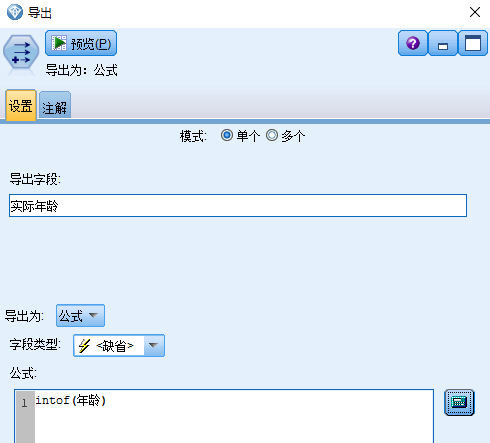 导出
预览(P)
导出为：公式
设置 注解
模式: 单个 多个
导出字段:
实际年龄
导出为: 公式
字段类型: <缺省>
公式:
1 intof(年龄)